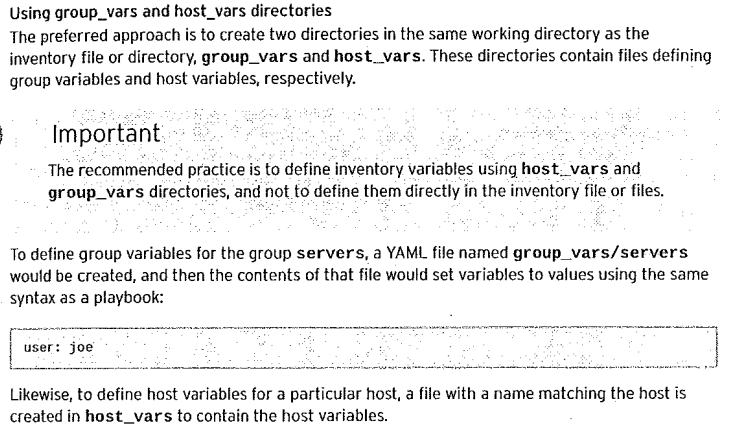 Using group_vars and host_vars directories
The preferred approach is to create two directories in the same working directory as the
inventory file or directory, group_vars and host_vars. These directories contain files defining
group variables and host variables, respectively.
Important
The recommended practice is to define inventory variables using host_vars and
group_vars directories, and not to define them directly in the inventory file or files.
To define group variables for the group servers, a YAML file named group_vars/servers
would be created, and then the contents of that file would set variables to values using the same
syntax as a playbook:
user: joe
Likewise, to define host variables for a particular host, a file with a name matching the host is
created in host_vars to contain the host variables.